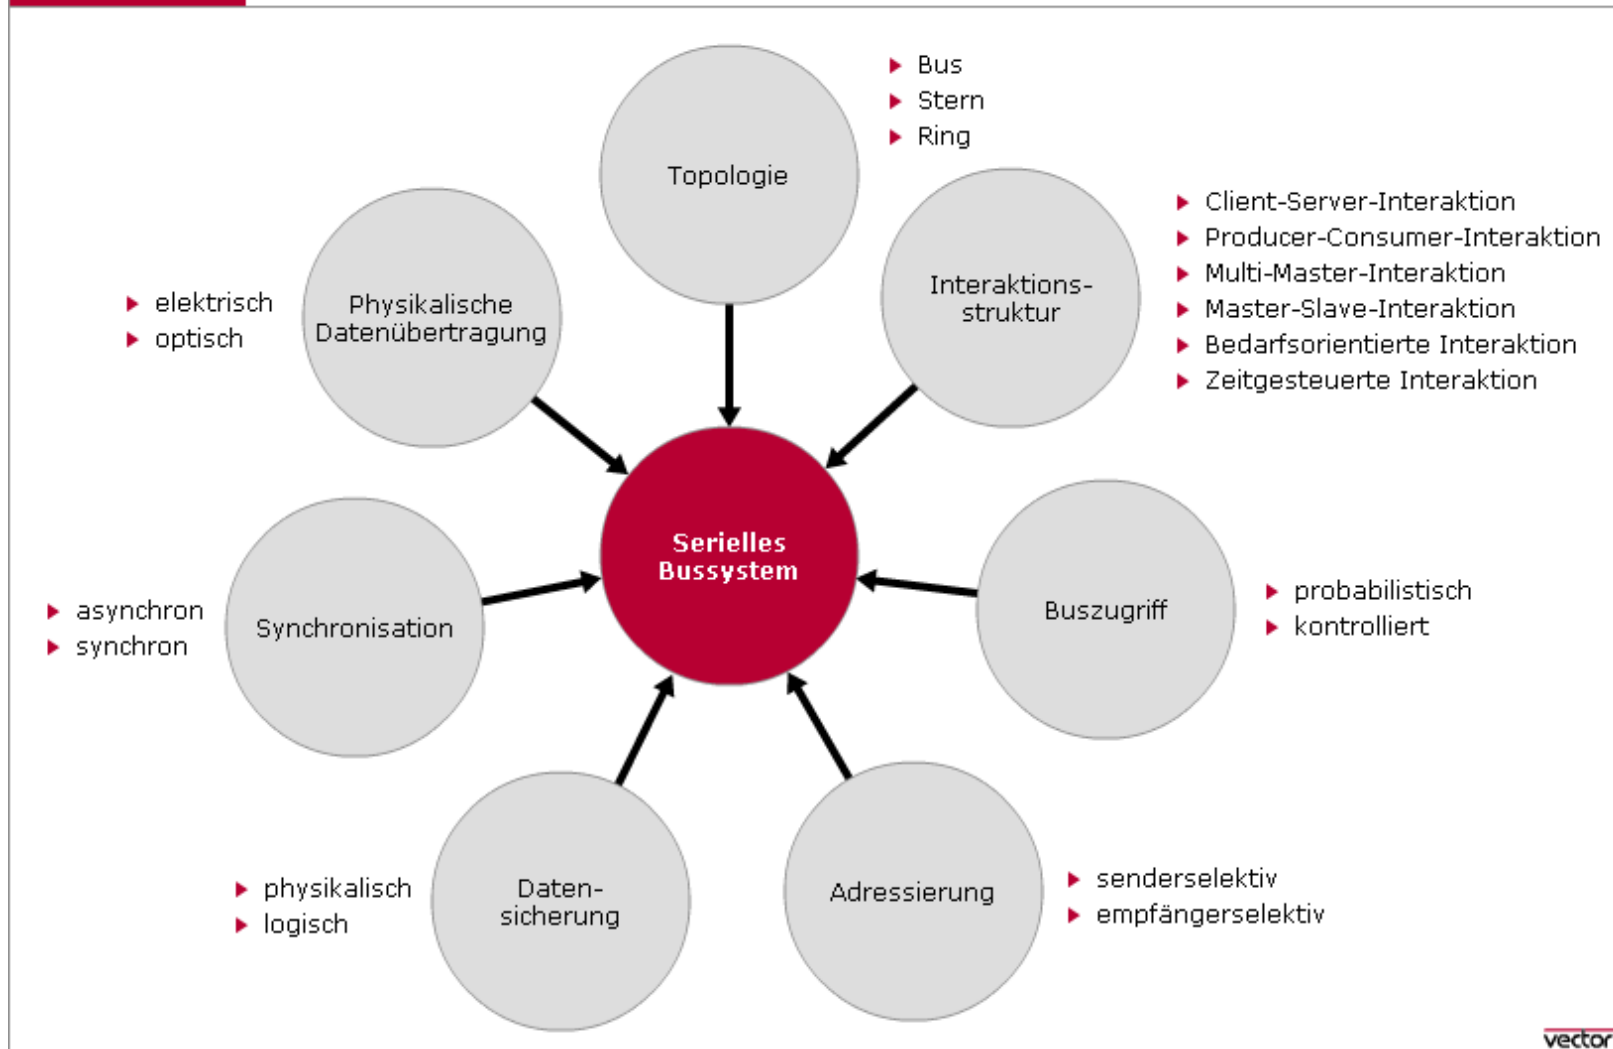 Topologie
Bus
Stern
Ring
Interaktions-
struktur
Client-Server-Interaktion
Producer-Consumer-Interaktion
Multi-Master-Interaktion
Master-Slave-Interaktion
Bedarfsorientierte Interaktion
Zeitgesteuerte Interaktion
Buszugriff
probabilistisch
kontrolliert
Adressierung
senderselektiv
empfängerselektiv
Daten-
sicherung
physikalisch
logisch
Synchronisation
asynchron
synchron
Physikalische
Datenübertragung
elektrisch
optisch
Serielles
Bussystem
vector